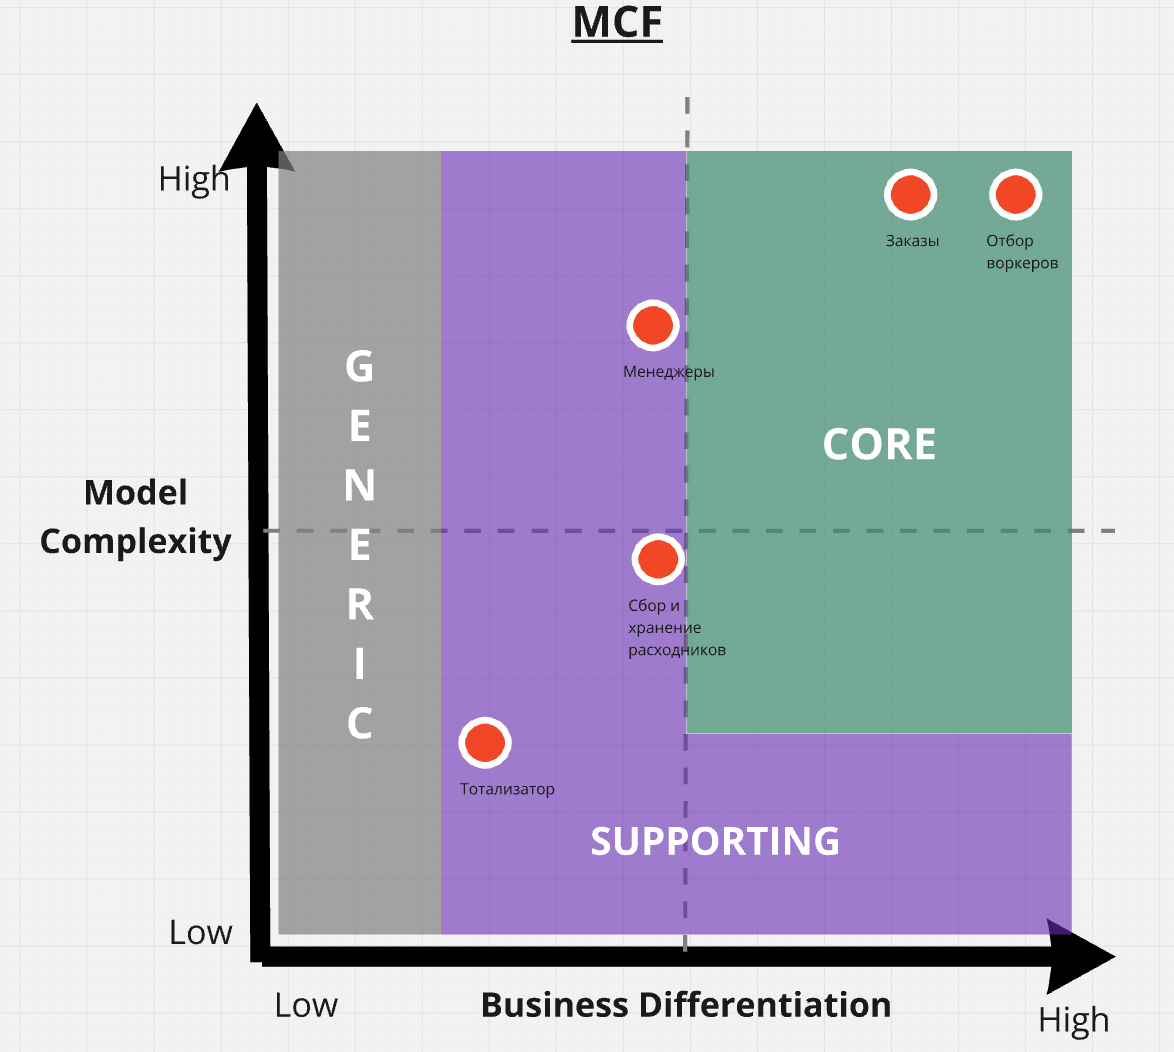 MCF
High
Заказы
Отбор
воркеров
Менеджеры
G
E
N
E
R
I
C
CORE
Model
Complexity
Сбор и
хранение
расходников
Тотализатор
SUPPORTING
Low
Low
Business Differentiation
High